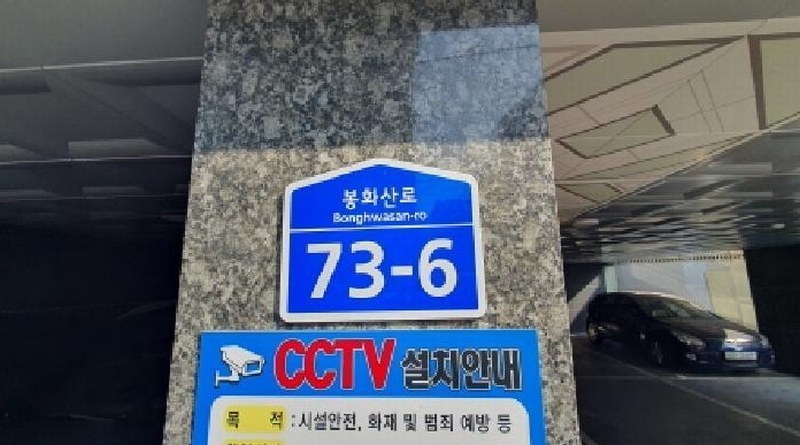 봉화산로
Bonghwasan-ro
73-6
CCTV 설치안내
목 적 : 시설안전, 화재 및 범죄 예방 등